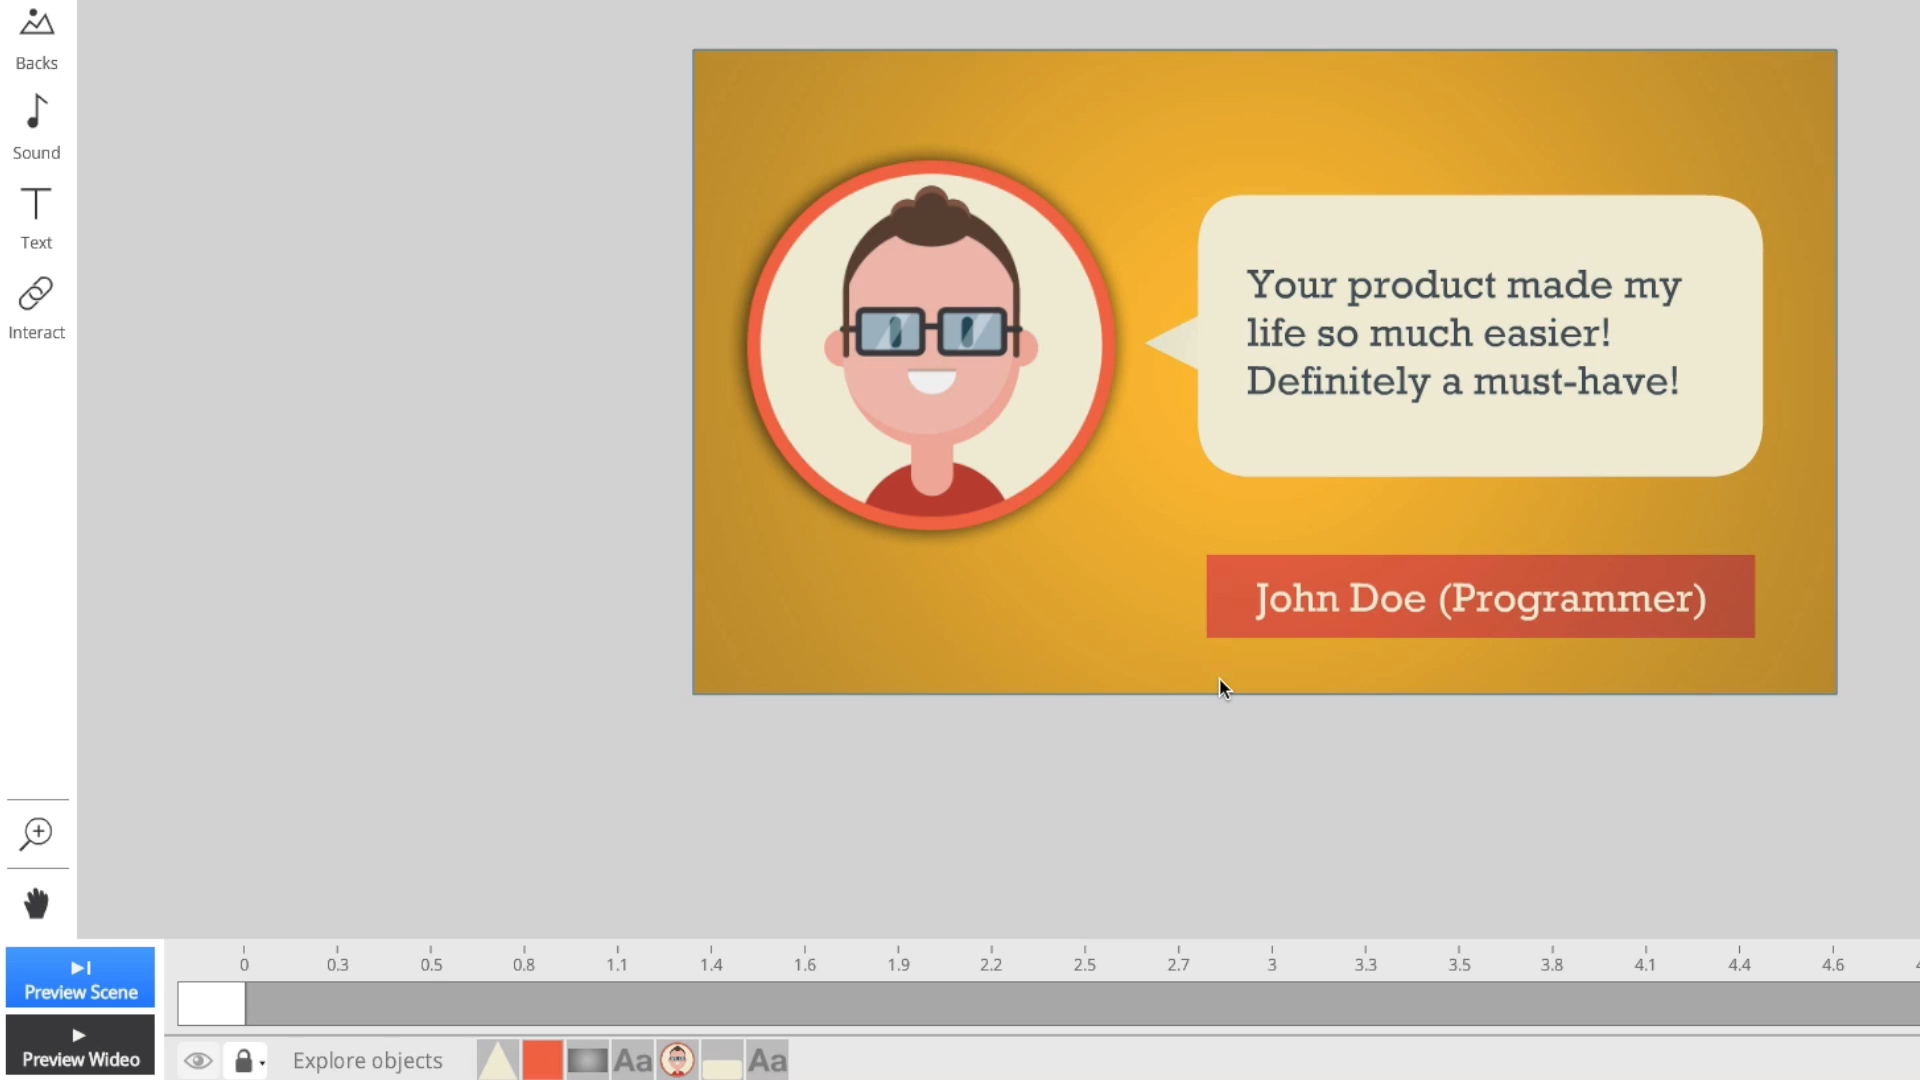 Backs
Sound
Text
Interact
Your product made my
life so much easier!
Definitely a must-have!
John Doe (Programmer)
0 0.3 0.5 0.8 1.1 1.4 1.6 1.9 2.2 2.5 2.7 3 3.3 3.5 3.8 4.1 4.4 4.6
Preview Scene
Preview Wideo
Explore objects
Aa
Aa